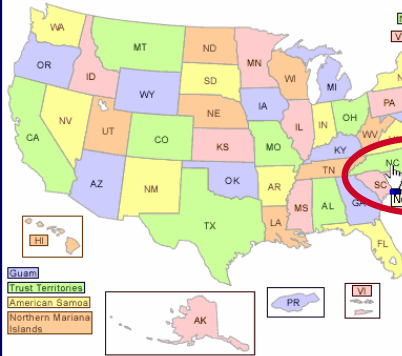 WA
MT
ND
MN
OR
ID
WY
SD
WI
MI
NV
UT
CO
NE
IA
IL
IN
OH
PA
CA
KS
MO
KY
WV
AZ
NM
OK
AR
TN
NC
SC
TX
LA
MS
AL
GA
FL
HI
Guam
Trust Territories
American Samoa
Northern Mariana
Islands
AK
PR
VI